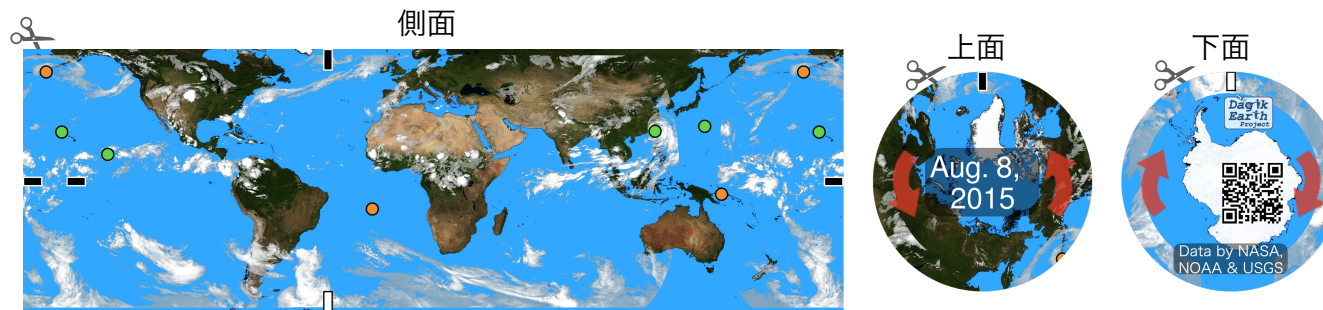 側面
上面
Aug. 8,
2015
下面
Dagik
Earth
Project
Data by NASA,
NOAA & USGS